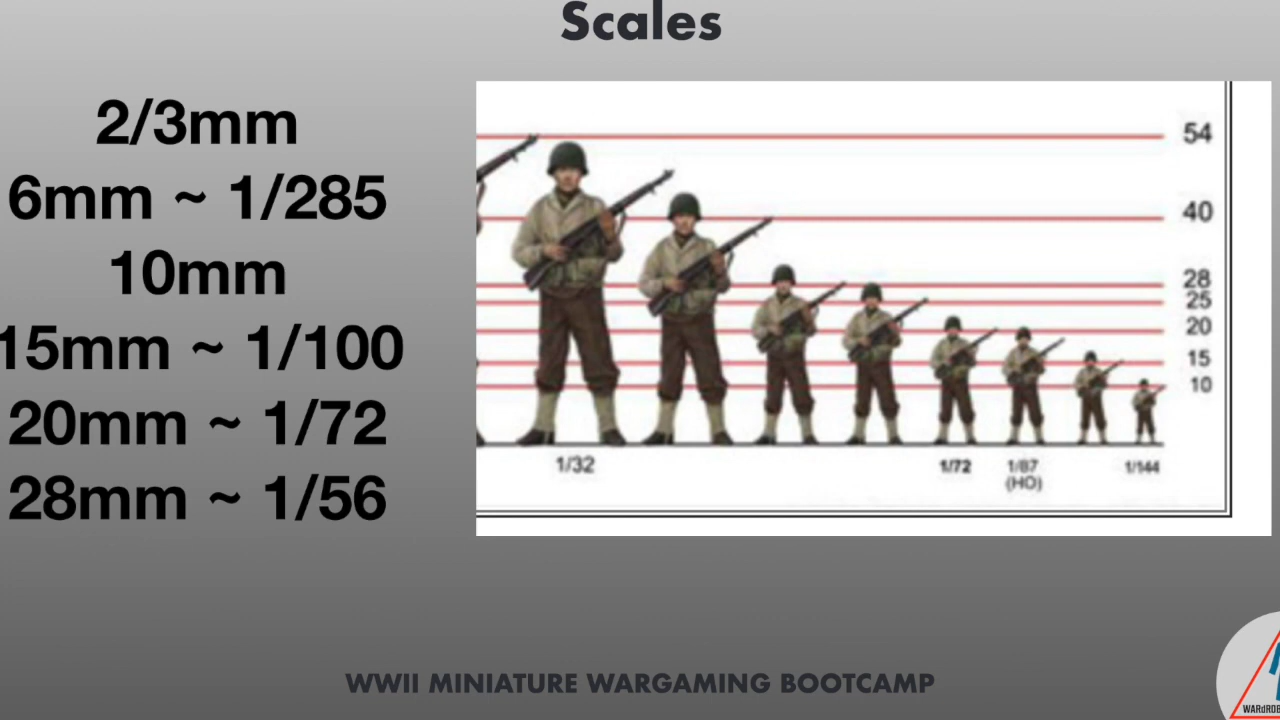 Scales
2/3mm
6mm ~ 1/285
10mm
15mm ~ 1/100
20mm ~ 1/72
28mm ~ 1/56
54
40
28
25
20
15
10
1/32
1/72
1/87
(HO)
1/144
WWII MINIATURE WARGAMING BOOTCAMP